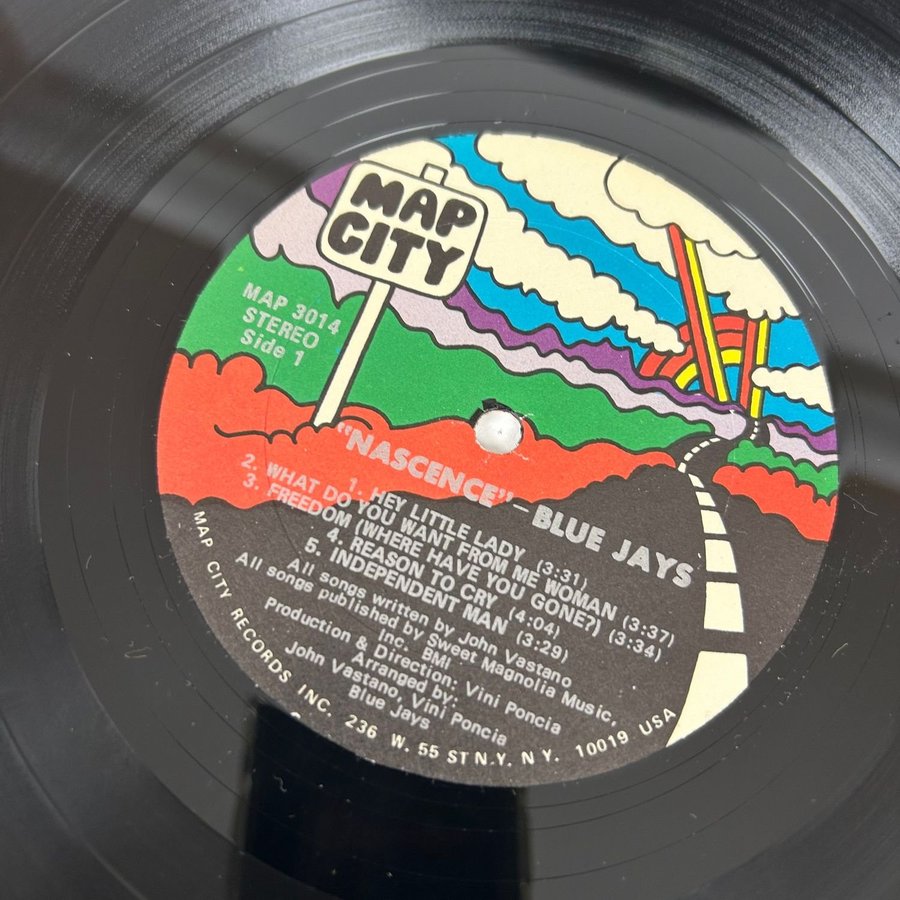 MAP
CITY
MAP 3014
STEREO
Side 1
"NASCENCE" – BLUE JAYS
1. HEY LITTLE LADY (3:31)
2. WHAT DO YOU WANT FROM ME WOMAN (3:37)
3. FREEDOM (WHERE HAVE YOU GONE?) (3:34)
4. REASON TO CRY (4:04)
5. INDEPENDENT MAN (3:29)
All songs written by John Vastano
All songs published by Sweet Magnolia Music,
Inc. BMI
Production & Direction: Vini Poncia
Arranged by:
John Vastano, Vini Poncia
Blue Jays
MAP CITY RECORDS INC. 236 W. 55 ST N.Y. N.Y. 10019 USA